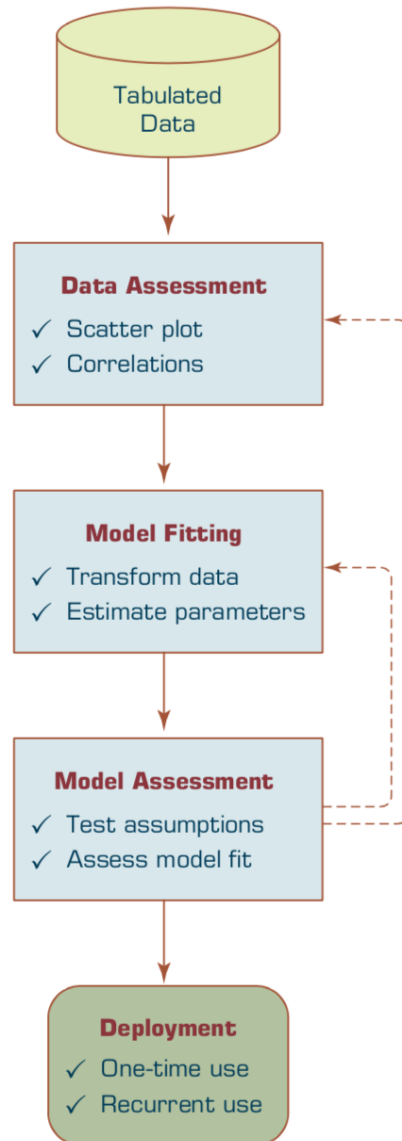 Tabulated
Data
Data Assessment
✓ Scatter plot
✓ Correlations
Model Fitting
✓ Transform data
✓ Estimate parameters
Model Assessment
✓ Test assumptions
✓ Assess model fit
Deployment
✓ One-time use
✓ Recurrent use